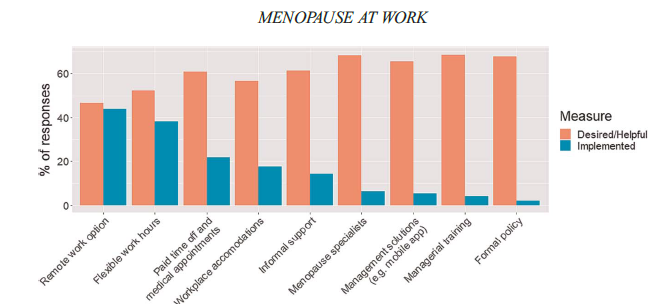 MENOPAUSE AT WORK
% of responses
60
40
20
0
Remote work option
Flexible work hours
Paid time off and
medical appointments
Workplace accomodations
Informal support
Menopause specialists
Management solutions
(e.g. mobile app)
Managerial training
Formal policy
Measure
Desired/Helpful
Implemented